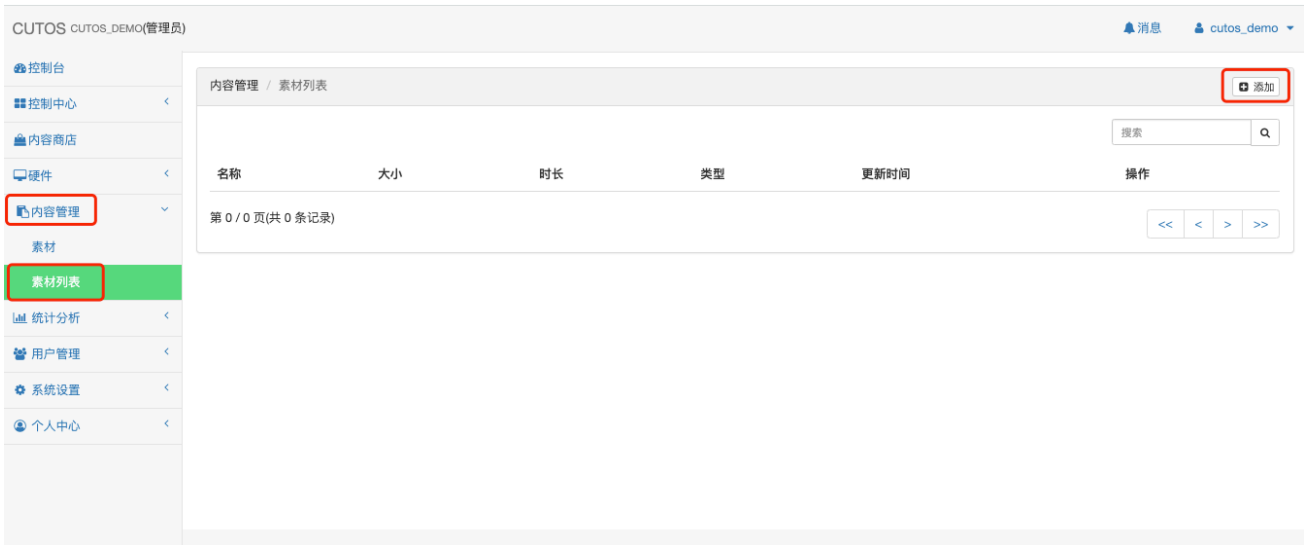 CUTOS CUTOS_DEMO(管理员)
消息
cutos_demo
控制台
控制中心
内容商店
硬件
内容管理
素材
素材列表
统计分析
用户管理
系统设置
个人中心
内容管理 / 素材列表
添加
搜索
名称 大小 时长 类型 更新时间 操作
第 0 / 0 页(共 0 条记录)
<< < > >>